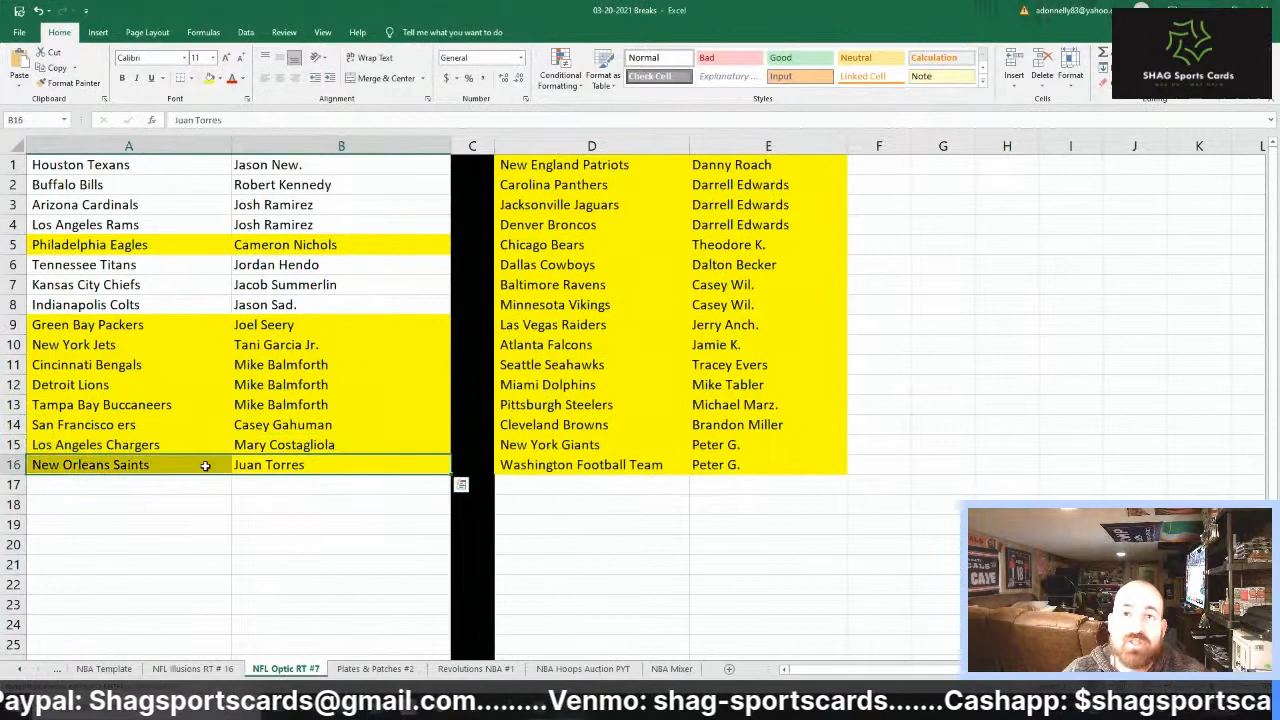 03-20-2021 Breaks - Excel
adonnelly83@yahoo.c
File Home Insert Page Layout Formulas Data Review View Help Tell me what you want to do
SHAG Sports Cards
Paste
Cut
Copy
Format Painter
Clipboard
Calibri 11
B I U
Font
Wrap Text
Merge & Center
Alignment
General
$ % ,
Number
Conditional Formatting
Format as Table
Normal Bad Good Neutral Calculation
Check Cell Explanatory ... Input Linked Cell Note
Styles
Insert Delete Format
Cells
Editing
B16 fx Juan Torres
A B C D E F G H I J K L
1 Houston Texans Jason New. New England Patriots Danny Roach
2 Buffalo Bills Robert Kennedy Carolina Panthers Darrell Edwards
3 Arizona Cardinals Josh Ramirez Jacksonville Jaguars Darrell Edwards
4 Los Angeles Rams Josh Ramirez Denver Broncos Darrell Edwards
5 Philadelphia Eagles Cameron Nichols Chicago Bears Theodore K.
6 Tennessee Titans Jordan Hendo Dallas Cowboys Dalton Becker
7 Kansas City Chiefs Jacob Summerlin Baltimore Ravens Casey Wil.
8 Indianapolis Colts Jason Sad. Minnesota Vikings Casey Wil.
9 Green Bay Packers Joel Seery Las Vegas Raiders Jerry Anch.
10 New York Jets Tani Garcia Jr. Atlanta Falcons Jamie K.
11 Cincinnati Bengals Mike Balmforth Seattle Seahawks Tracey Evers
12 Detroit Lions Mike Balmforth Miami Dolphins Mike Tabler
13 Tampa Bay Buccaneers Mike Balmforth Pittsburgh Steelers Michael Marz.
14 San Francisco ers Casey Gahuman Cleveland Browns Brandon Miller
15 Los Angeles Chargers Mary Costagliola New York Giants Peter G.
16 New Orleans Saints Juan Torres Washington Football Team Peter G.
17
18
19
20
21
22
23
24
25
... NBA Template NFL Illusions RT # 16 NFL Optic RT #7 Plates & Patches #2 Revolutions NBA #1 NBA Hoops Auction PYT NBA Mixer
Paypal: Shagsportscards@gmail.com.........Venmo: shag-sportscards.......Cashapp: $shagsportsca